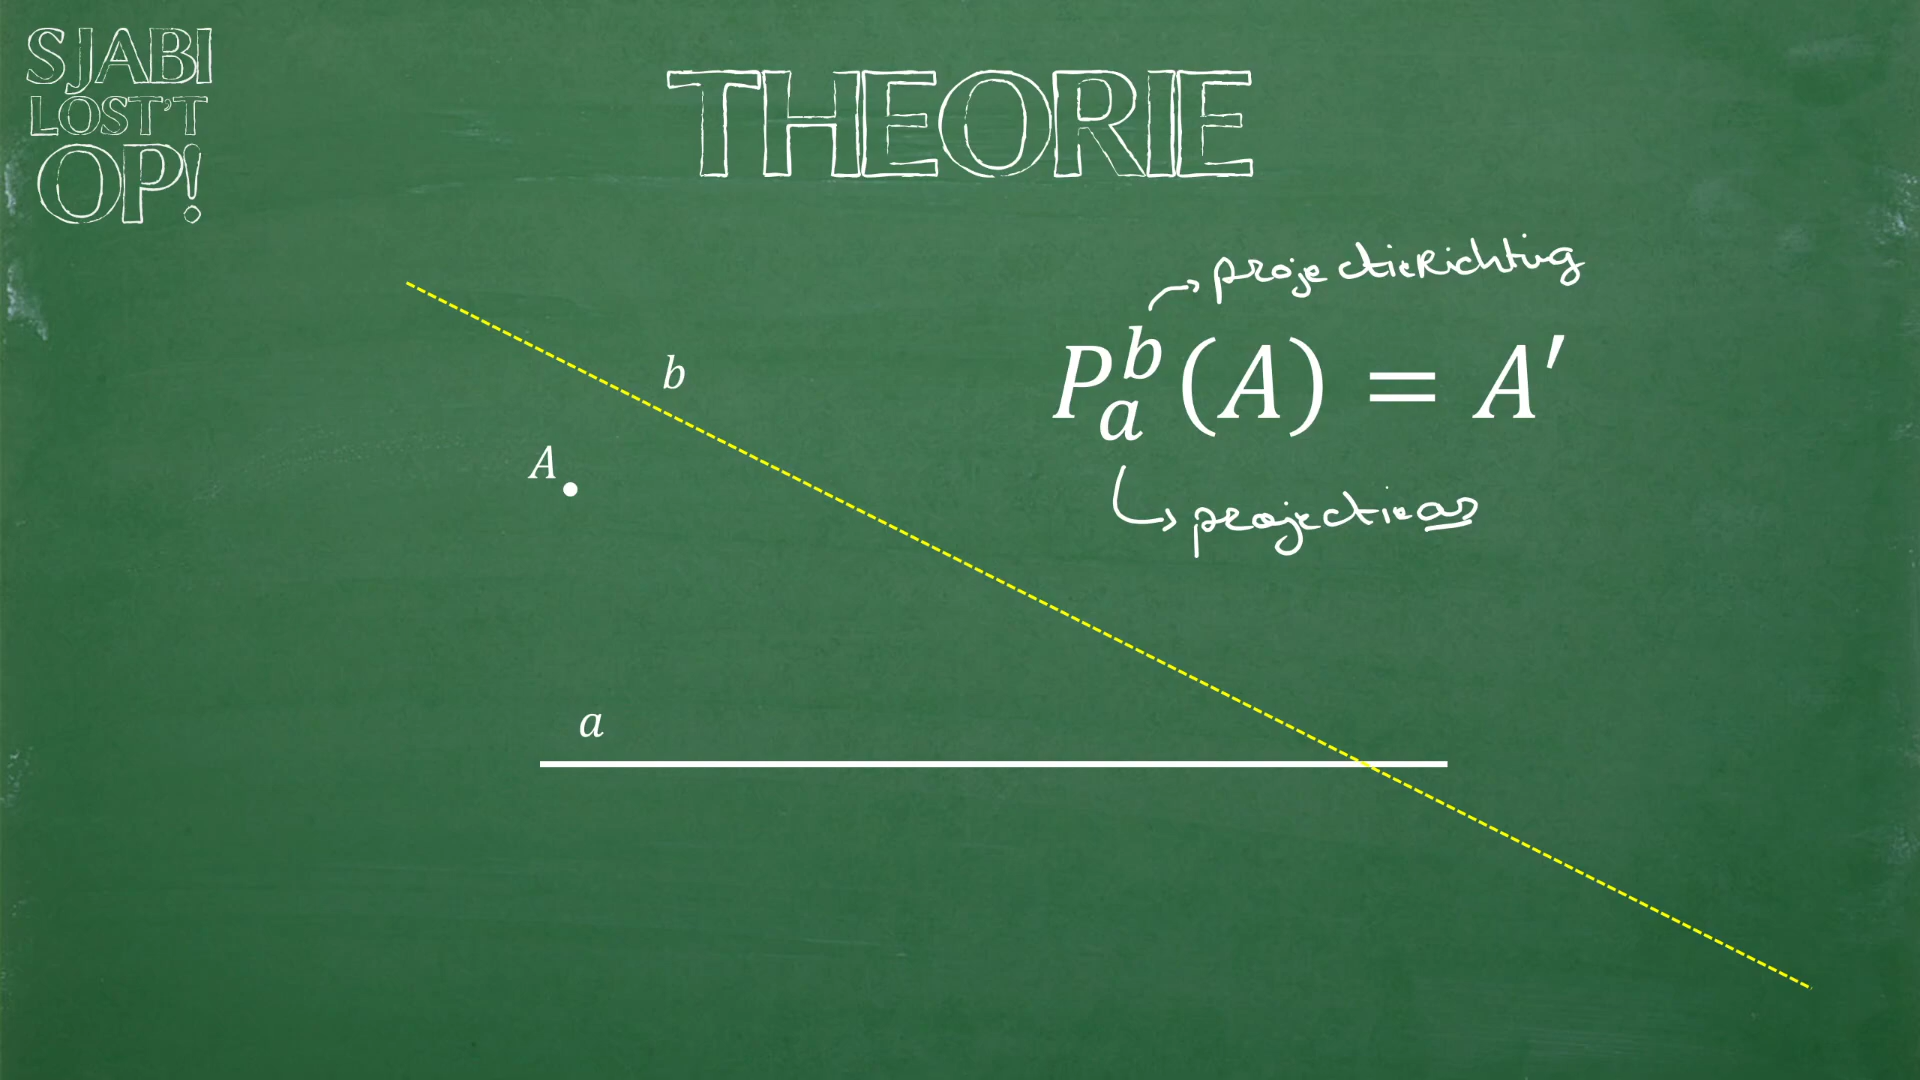 SJABI
LOST'T
OP!
THEORIE
projectierichting
b
P_a^b(A) = A'
A
projectieas
a